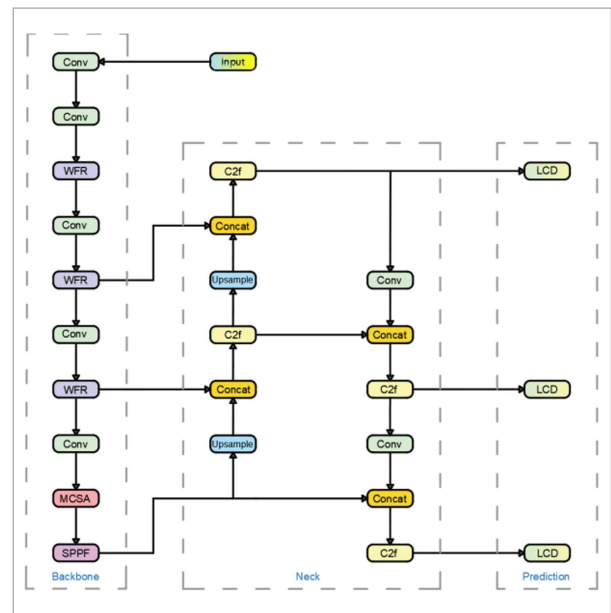 Conv
Input
Conv
WFR
C2f
LCD
Conv
Concat
WFR
Upsample
Conv
Conv
C2f
Concat
WFR
Concat
C2f
LCD
Conv
Upsample
Conv
MCSA
Concat
SPPF
C2f
LCD
Backbone
Neck
Prediction